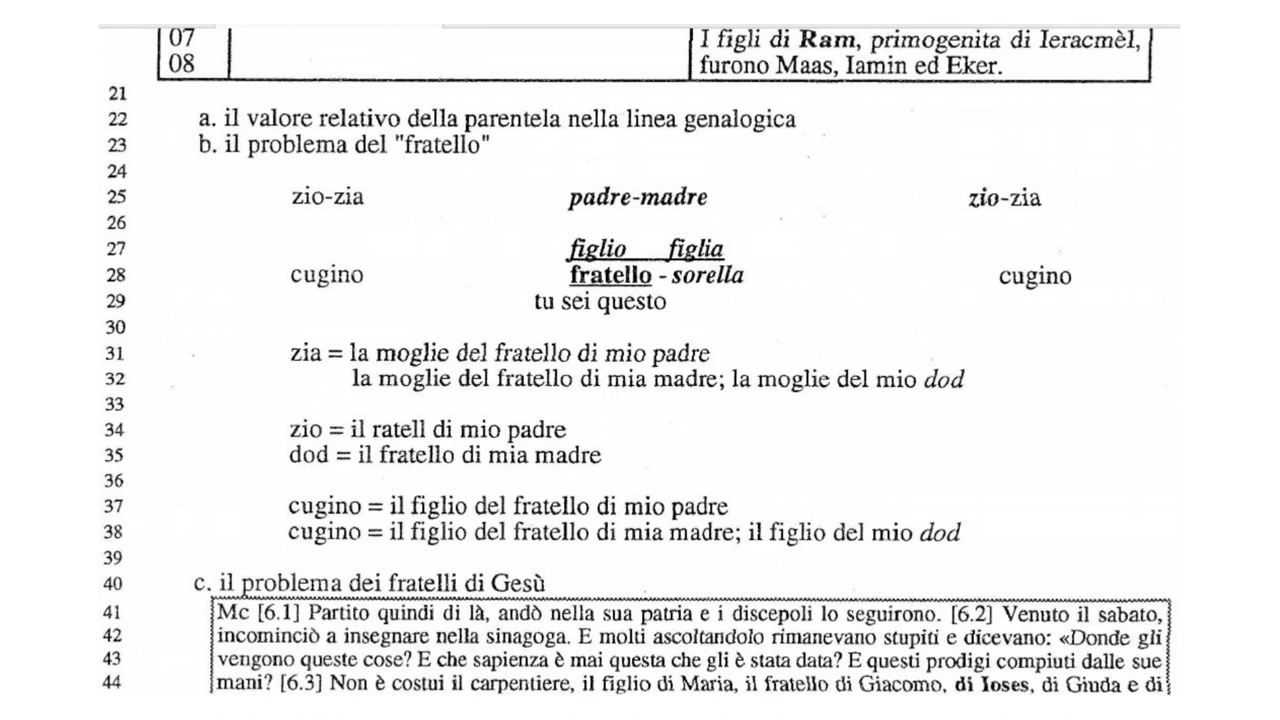 07 I figli di Ram, primogenita di Ieracmèl,
08 furono Maas, Iamin ed Eker.
21
22 a. il valore relativo della parentela nella linea genalogica
23 b. il problema del "fratello"
24
25 zio-zia padre-madre zio-zia
26
27 figlio figlia
28 cugino fratello - sorella cugino
29 tu sei questo
30
31 zia = la moglie del fratello di mio padre
32 la moglie del fratello di mia madre; la moglie del mio dod
33
34 zio = il ratell di mio padre
35 dod = il fratello di mia madre
36
37 cugino = il figlio del fratello di mio padre
38 cugino = il figlio del fratello di mia madre; il figlio del mio dod
39
40 c. il problema dei fratelli di Gesù
41 Mc [6.1] Partito quindi di là, andò nella sua patria e i discepoli lo seguirono. [6.2] Venuto il sabato,
42 incominciò a insegnare nella sinagoga. E molti ascoltandolo rimanevano stupiti e dicevano: «Donde gli
43 vengono queste cose? E che sapienza è mai questa che gli è stata data? E questi prodigi compiuti dalle sue
44 mani? [6.3] Non è costui il carpentiere, il figlio di Maria, il fratello di Giacomo, di Ioses, di Giuda e di